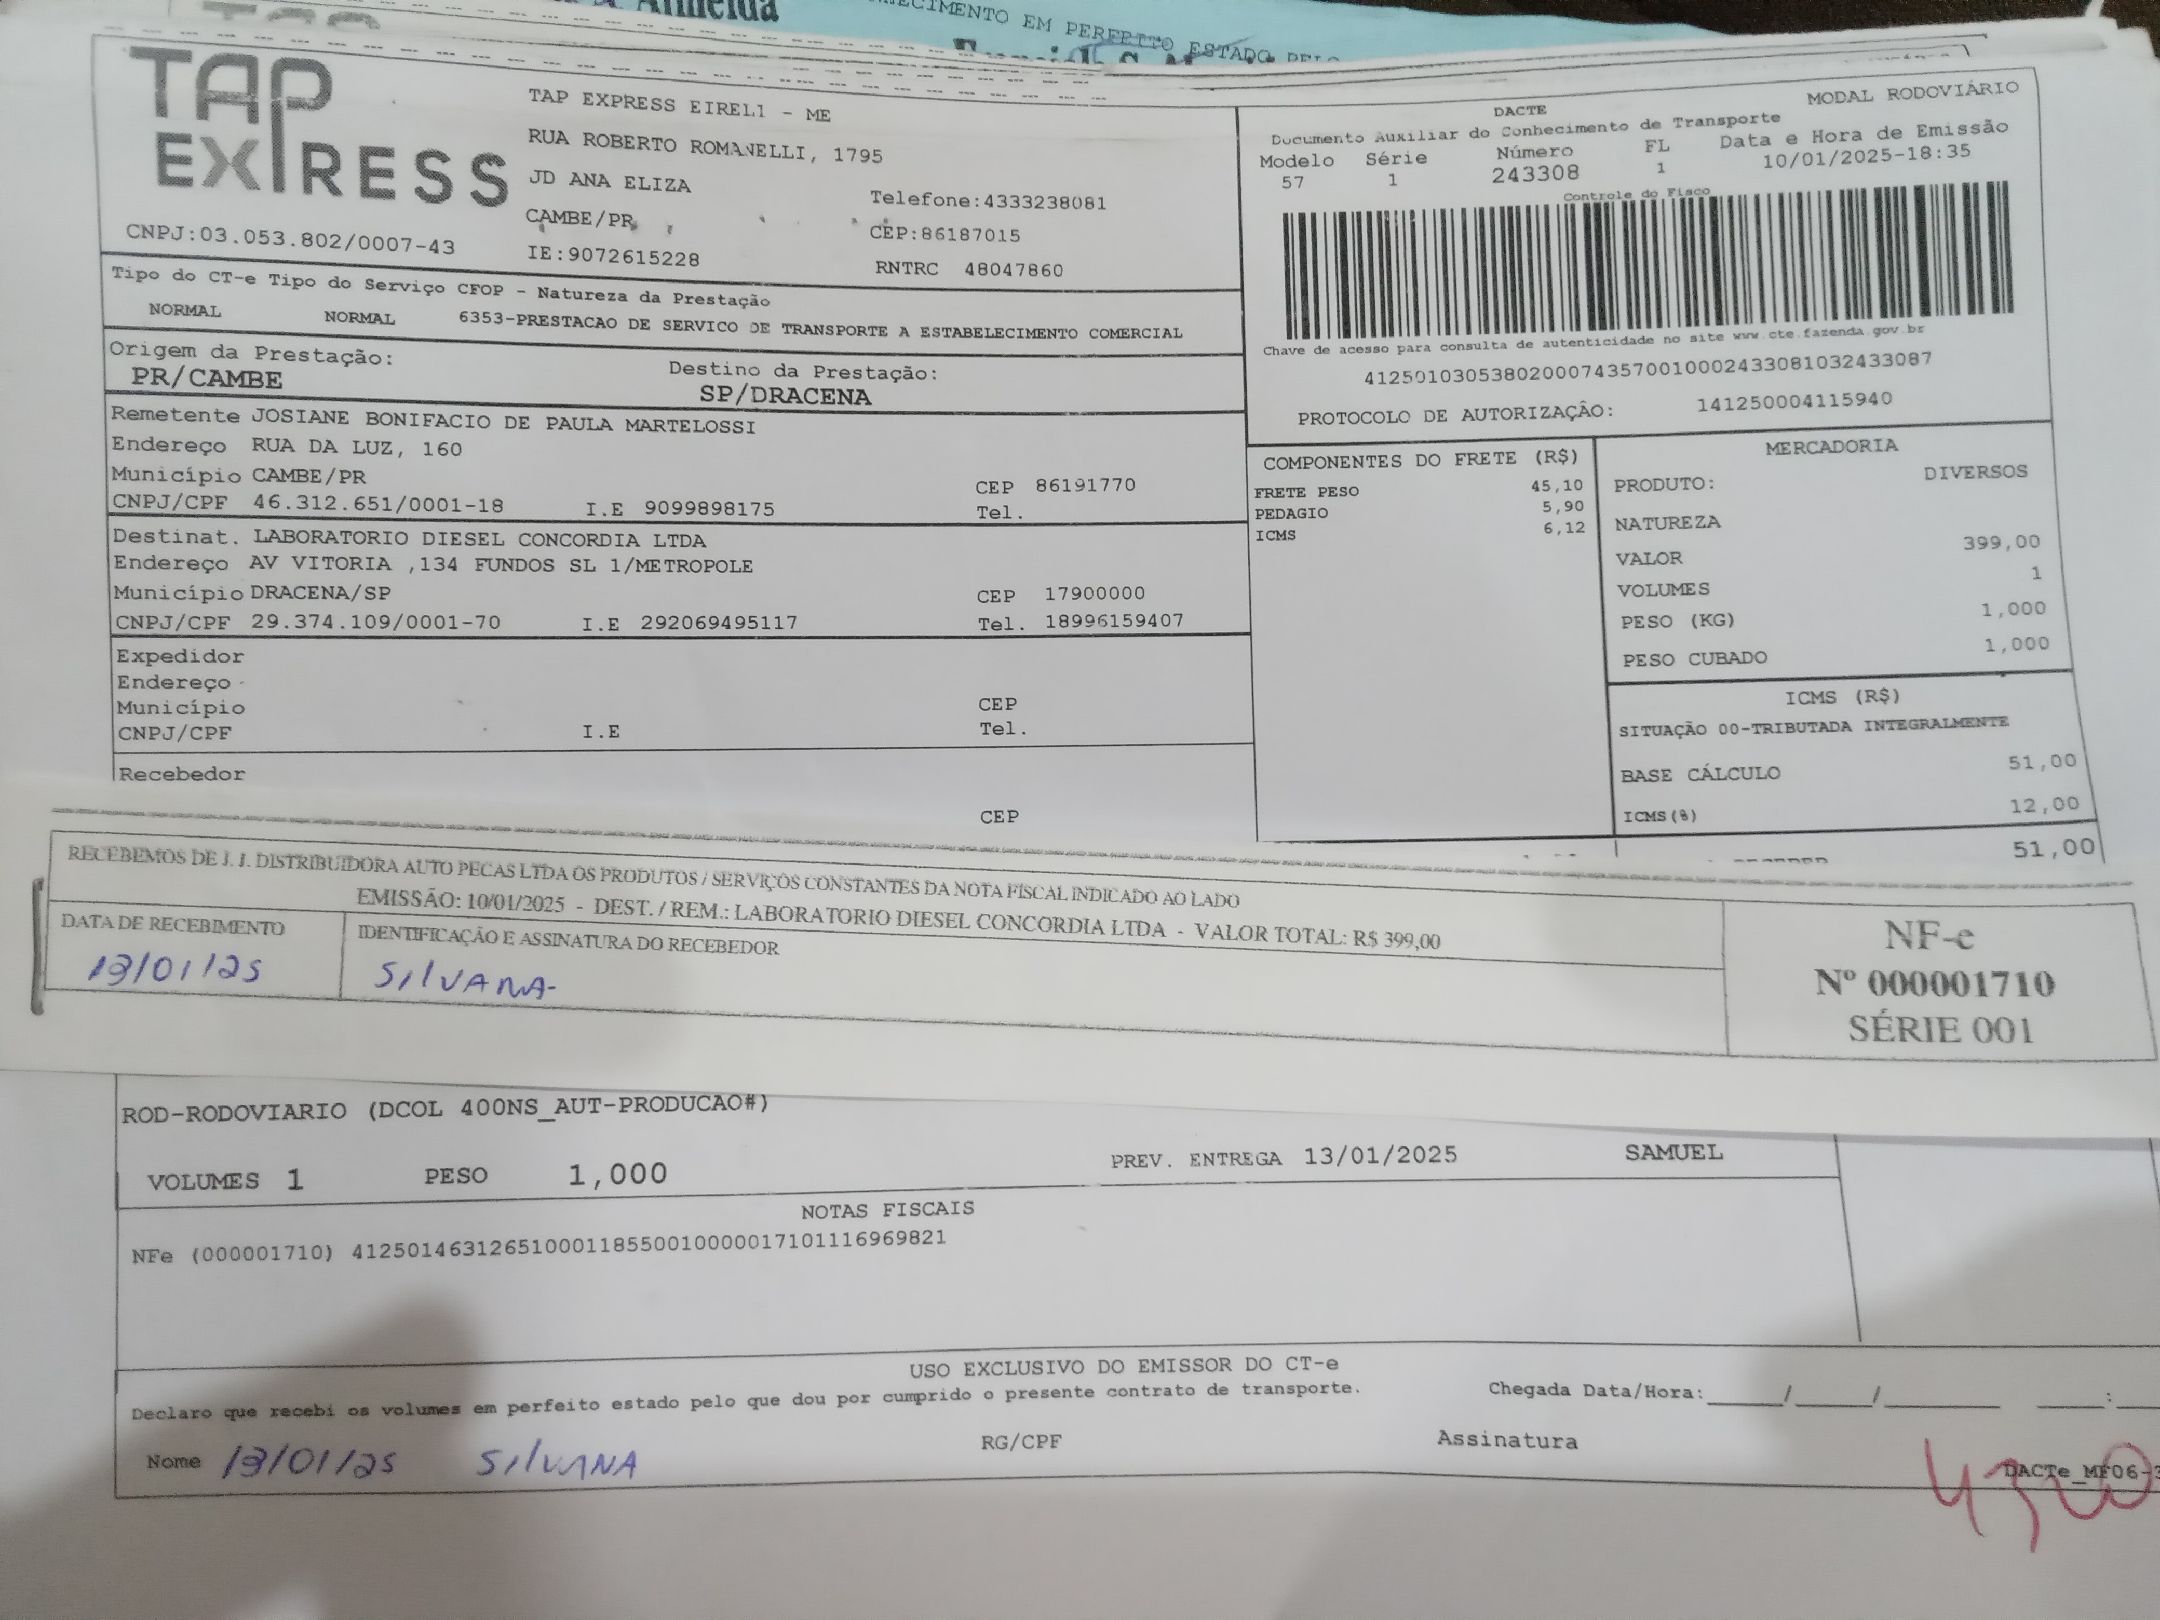 Almeida
CIMENTO EM PERFEITO ESTADO PELO
TAP EXPRESS
TAP EXPRESS EIREL1 - ME
RUA ROBERTO ROMANELLI, 1795
JD ANA ELIZA
Telefone:4333238081
CAMBE/PR
CEP:86187015
CNPJ:03.053.802/0007-43
IE:9072615228
RNTRC 48047860
DACTE
MODAL RODOVIÁRIO
Documento Auxiliar do Conhecimento de Transporte
Modelo Série Número FL Data e Hora de Emissão
57 1 243308 1 10/01/2025-18:35
Controle do Fisco
Chave de acesso para consulta de autenticidade no site www.cte.fazenda.gov.br
41250103053802000743570010002433081032433087
PROTOCOLO DE AUTORIZAÇÃO: 141250004115940
Tipo do CT-e Tipo do Serviço CFOP - Natureza da Prestação
NORMAL NORMAL 6353-PRESTACAO DE SERVICO DE TRANSPORTE A ESTABELECIMENTO COMERCIAL
Origem da Prestação: Destino da Prestação:
PR/CAMBE SP/DRACENA
Remetente JOSIANE BONIFACIO DE PAULA MARTELOSSI
Endereço RUA DA LUZ, 160
Município CAMBE/PR CEP 86191770
CNPJ/CPF 46.312.651/0001-18 I.E 9099898175 Tel.
Destinat. LABORATORIO DIESEL CONCORDIA LTDA
Endereço AV VITORIA ,134 FUNDOS SL 1/METROPOLE
Município DRACENA/SP CEP 17900000
CNPJ/CPF 29.374.109/0001-70 I.E 292069495117 Tel. 18996159407
Expedidor
Endereço
Município CEP
CNPJ/CPF I.E Tel.
Recebedor
CEP
COMPONENTES DO FRETE (R$)
FRETE PESO 45,10
PEDAGIO 5,90
ICMS 6,12
MERCADORIA
PRODUTO: DIVERSOS
NATUREZA
VALOR 399,00
VOLUMES 1
PESO (KG) 1,000
PESO CUBADO 1,000
ICMS (R$)
SITUAÇÃO 00-TRIBUTADA INTEGRALMENTE
BASE CÁLCULO 51,00
ICMS(%) 12,00
51,00
RECEBEMOS DE J. J. DISTRIBUIDORA AUTO PECAS LTDA OS PRODUTOS / SERVIÇOS CONSTANTES DA NOTA FISCAL INDICADO AO LADO
EMISSÃO: 10/01/2025 - DEST. / REM.: LABORATORIO DIESEL CONCORDIA LTDA - VALOR TOTAL: R$ 399,00
DATA DE RECEBIMENTO IDENTIFICAÇÃO E ASSINATURA DO RECEBEDOR
13/01/25 SILVANA
NF-e
Nº 000001710
SÉRIE 001
ROD-RODOVIARIO (DCOL 400NS_AUT-PRODUCAO#)
VOLUMES 1 PESO 1,000 PREV. ENTREGA 13/01/2025 SAMUEL
NOTAS FISCAIS
NFe (000001710) 41250146312651000118550010000017101116969821
USO EXCLUSIVO DO EMISSOR DO CT-e
Declaro que recebi os volumes em perfeito estado pelo que dou por cumprido o presente contrato de transporte.
Chegada Data/Hora:____/____/______ ____:
Nome 13/01/25 SILVANA RG/CPF Assinatura
DACTe_MF06-3